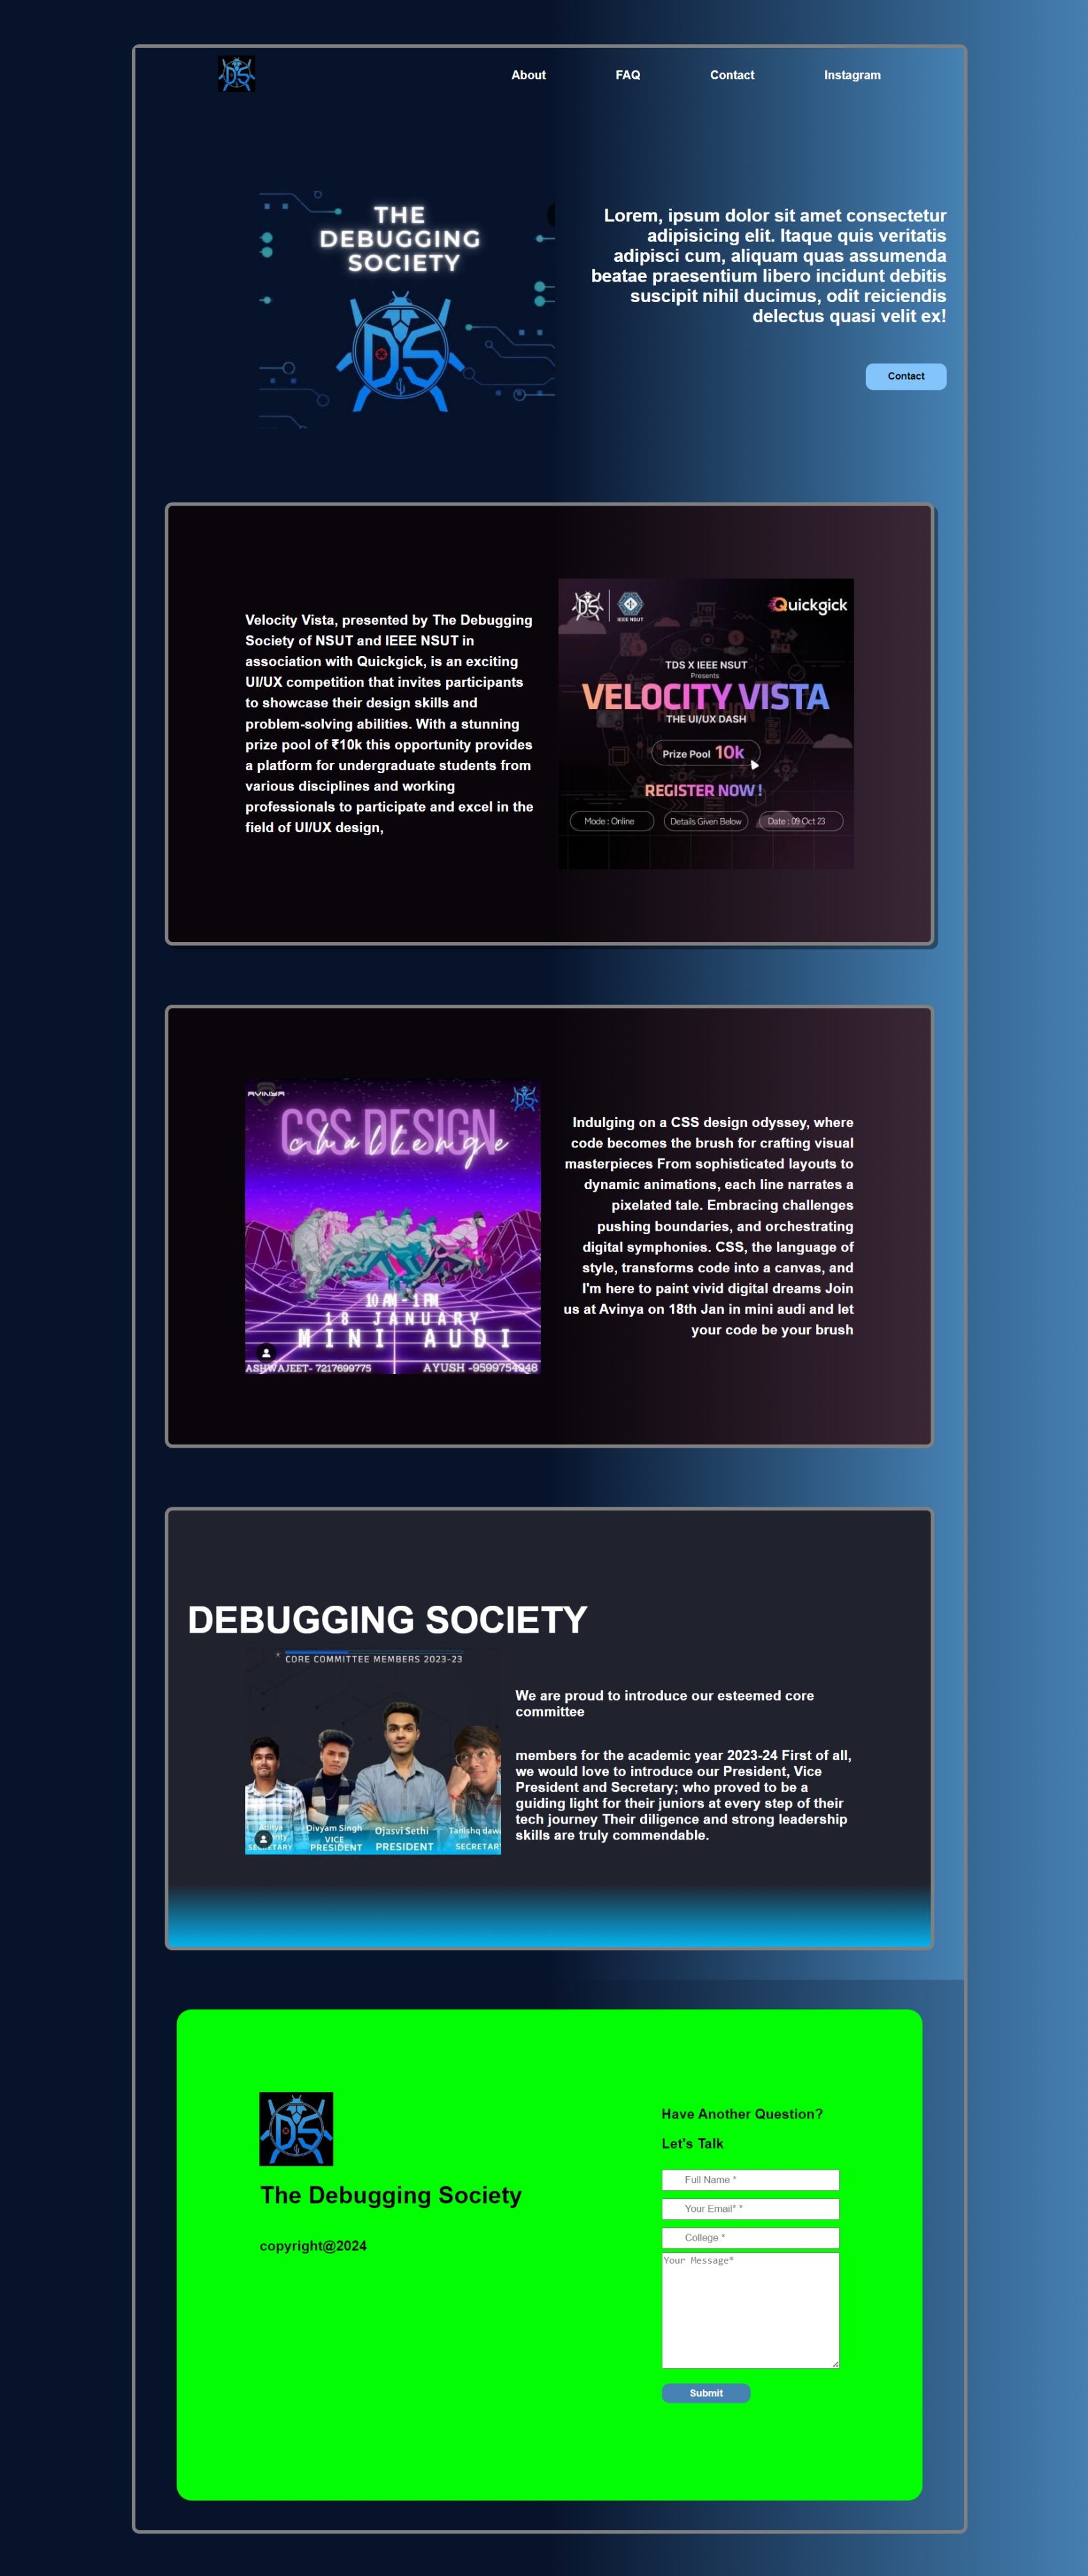 DS
About FAQ Contact Instagram
THE
DEBUGGING
SOCIETY
DS
Lorem, ipsum dolor sit amet consectetur
adipisicing elit. Itaque quis veritatis
adipisci cum, aliquam quas assumenda
beatae praesentium libero incidunt debitis
suscipit nihil ducimus, odit reiciendis
delectus quasi velit ex!
Contact
Velocity Vista, presented by The Debugging
Society of NSUT and IEEE NSUT in
association with Quickgick, is an exciting
UI/UX competition that invites participants
to showcase their design skills and
problem-solving abilities. With a stunning
prize pool of ₹10k this opportunity provides
a platform for undergraduate students from
various disciplines and working
professionals to participate and excel in the
field of UI/UX design,
DS
IEEE NSUT
Quickgick
TDS X IEEE NSUT
Presents
VELOCITY VISTA
HACKATHON
THE UI/UX DASH
Prize Pool 10k
REGISTER NOW !
Mode : Online
Details Given Below
Date : 09 Oct 23
AVINYA
DS
CSS DESIGN
challenge
10 AM - 1 PM
18 JANUARY
MINI AUDI
ASHWAJEET- 7217699775
AYUSH -9599754948
Indulging on a CSS design odyssey, where
code becomes the brush for crafting visual
masterpieces From sophisticated layouts to
dynamic animations, each line narrates a
pixelated tale. Embracing challenges
pushing boundaries, and orchestrating
digital symphonies. CSS, the language of
style, transforms code into a canvas, and
I'm here to paint vivid digital dreams Join
us at Avinya on 18th Jan in mini audi and let
your code be your brush
DEBUGGING SOCIETY
* CORE COMMITTEE MEMBERS 2023-23
Divyam Singh
VICE
PRESIDENT
Ojasvi Sethi
PRESIDENT
Tanishq daw
SECRETAR
We are proud to introduce our esteemed core
committee
members for the academic year 2023-24 First of all,
we would love to introduce our President, Vice
President and Secretary; who proved to be a
guiding light for their juniors at every step of their
tech journey Their diligence and strong leadership
skills are truly commendable.
DS
The Debugging Society
copyright@2024
Have Another Question?
Let's Talk
Full Name *
Your Email* *
College *
Your Message*
Submit